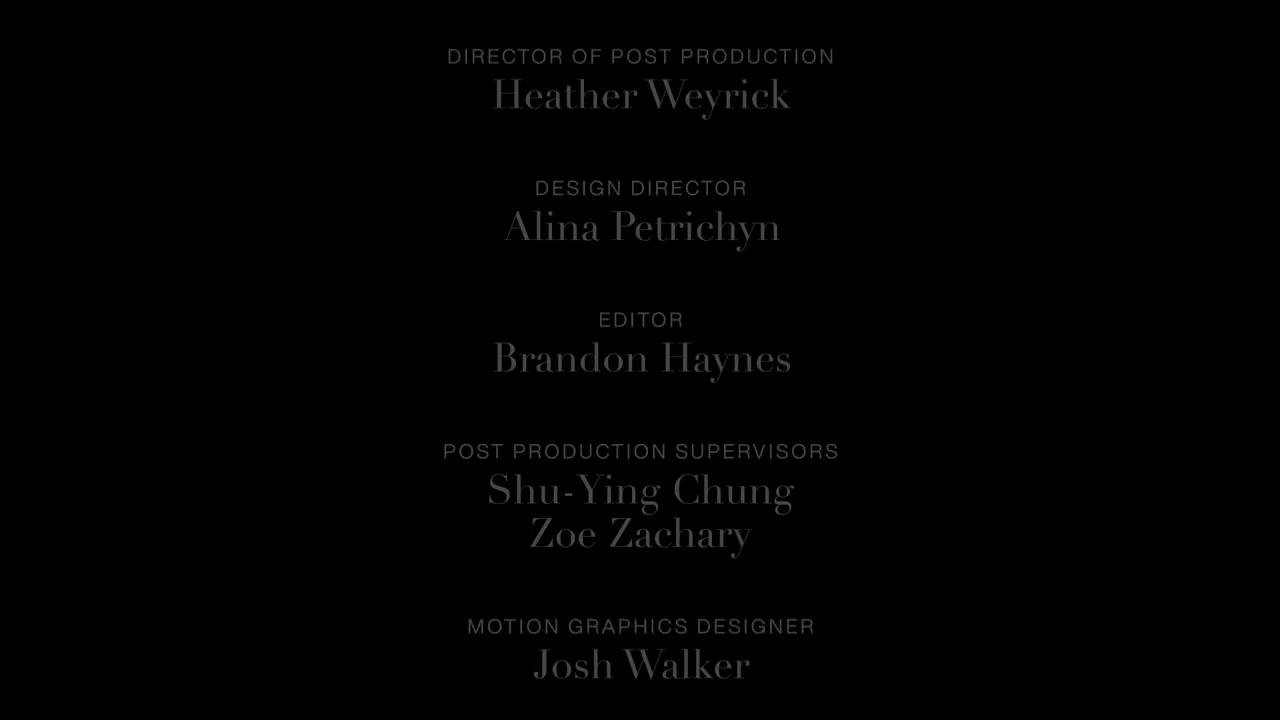 DIRECTOR OF POST PRODUCTION
Heather Weyrick
DESIGN DIRECTOR
Alina Petrichyn
EDITOR
Brandon Haynes
POST PRODUCTION SUPERVISORS
Shu-Ying Chung
Zoe Zachary
MOTION GRAPHICS DESIGNER
Josh Walker